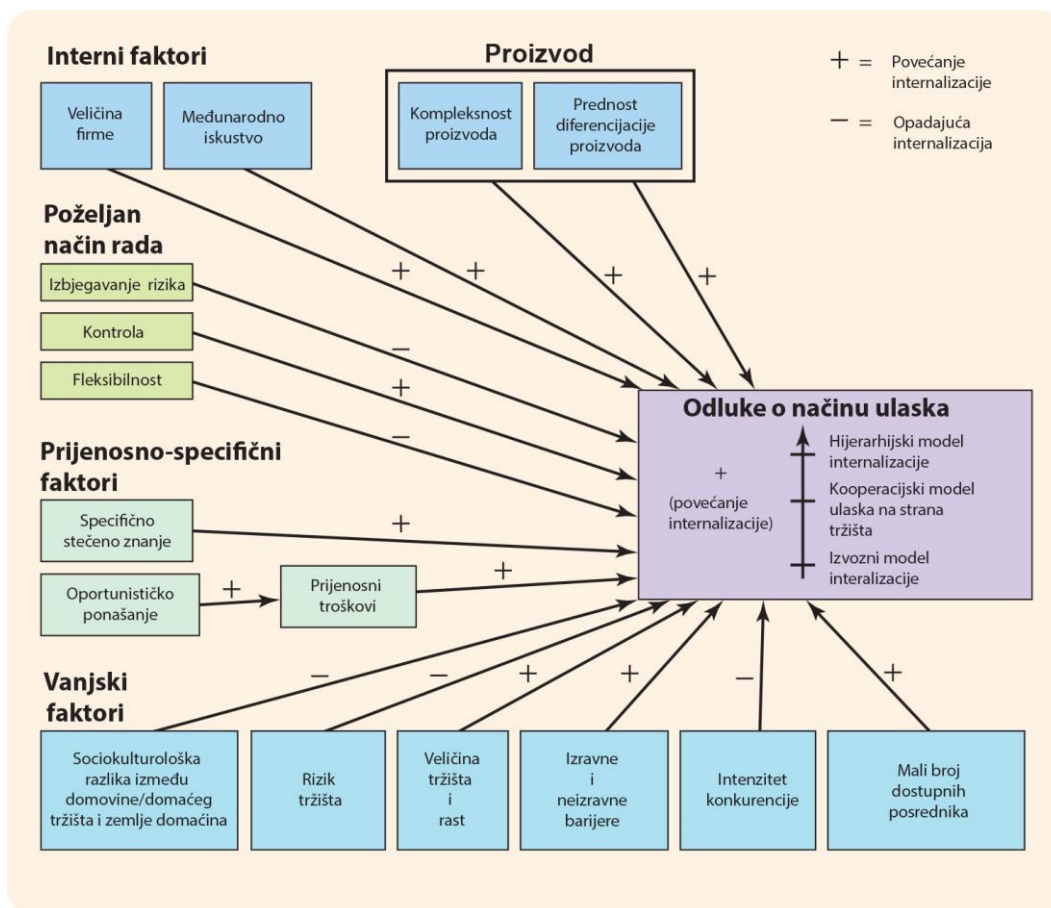 Interni faktori
Veličina
firme
Međunarodno
iskustvo
Proizvod
Kompleksnost
proizvoda
Prednost
diferencijacije
proizvoda
+ = Povećanje
internalizacije
− = Opadajuća
internalizacija
Poželjan
način rada
Izbjegavanje rizika
Kontrola
Fleksibilnost
+
+
+
+
−
+
−
Prijenosno-specifični
faktori
Specifično
stečeno znanje
+
Oportunističko
ponašanje
+
Prijenosni
troškovi
+
Odluke o načinu ulaska
+
(povećanje
internalizacije)
Hijerarhijski model
internalizacije
Kooperacijski model
ulaska na strana
tržišta
Izvozni model
interalizacije
Vanjski
faktori
−
−
+
+
−
+
Sociokulturološka
razlika između
domovine/domaćeg
tržišta i zemlje domaćina
Rizik
tržišta
Veličina
tržišta
i
rast
Izravne
i
neizravne
barijere
Intenzitet
konkurencije
Mali broj
dostupnih
posrednika